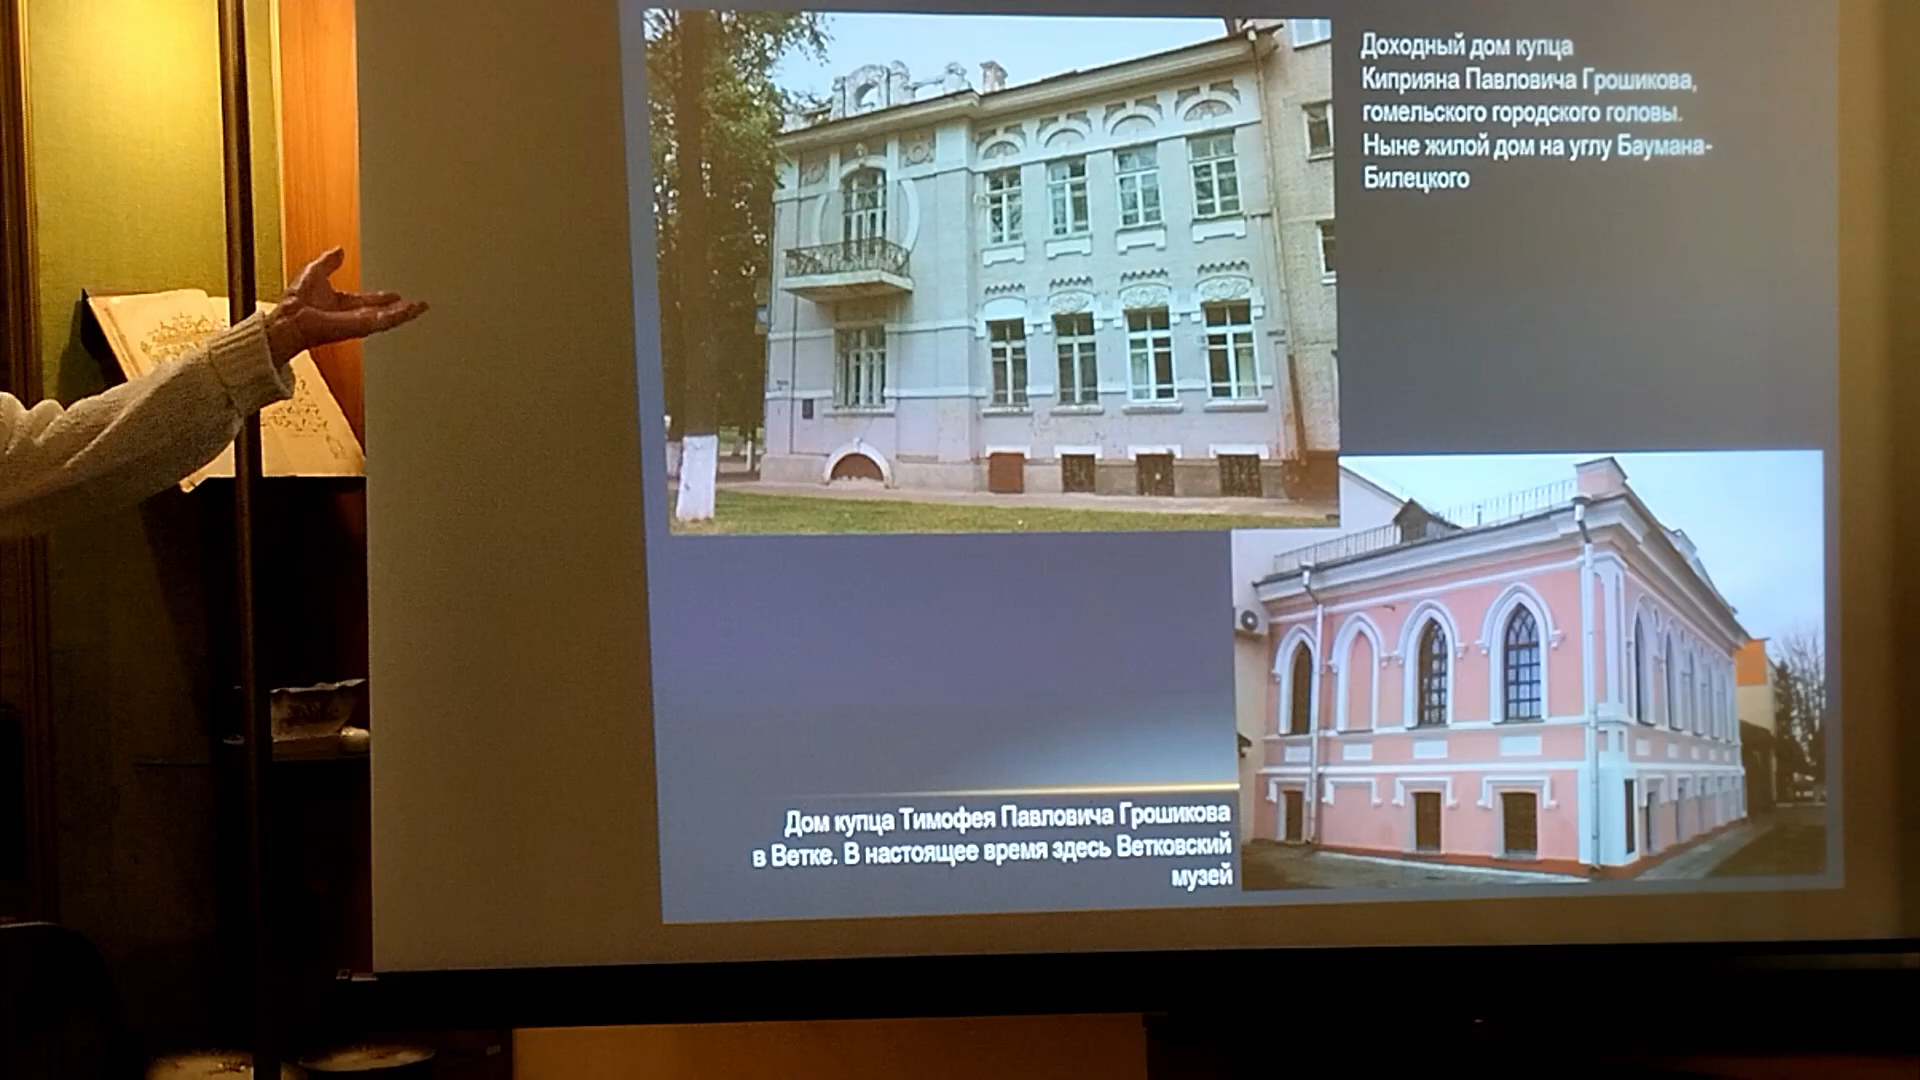 Доходный дом купца
Киприяна Павловича Грошикова,
гомельского городского головы.
Ныне жилой дом на углу Баумана-
Билецкого
Дом купца Тимофея Павловича Грошикова
в Ветке. В настоящее время здесь Ветковский
музей